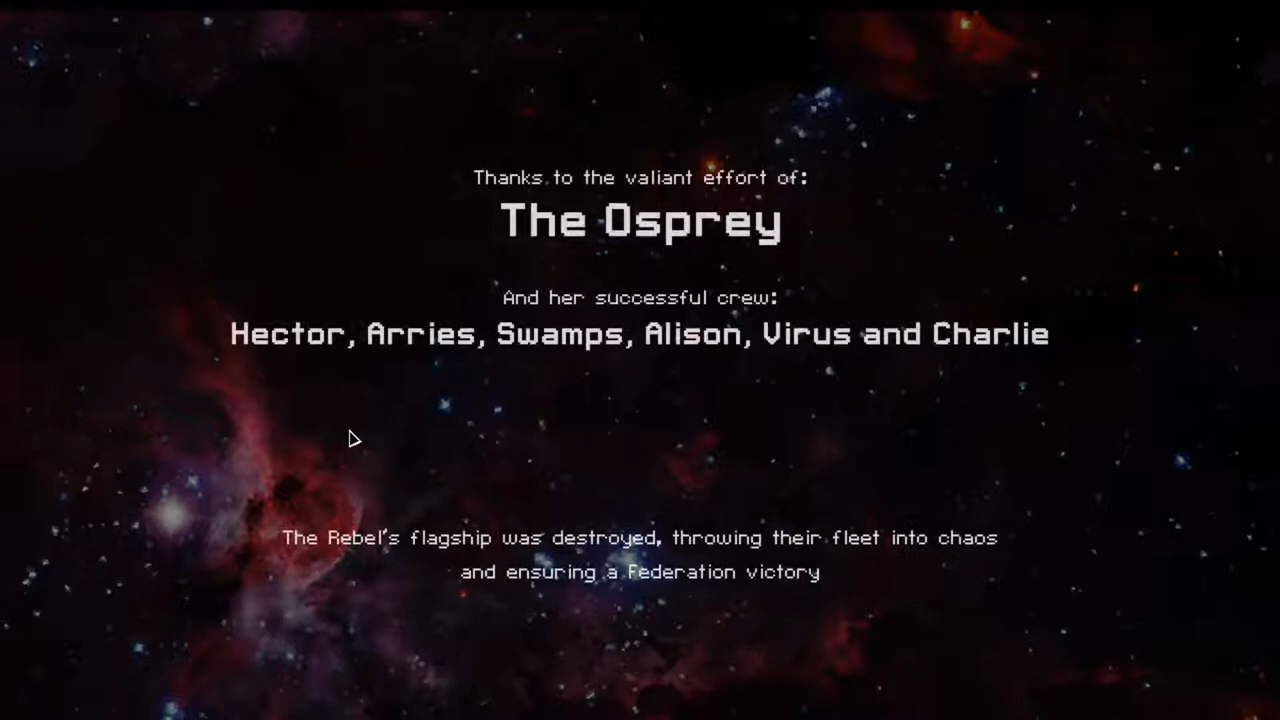 Thanks to the valiant effort of:
The Osprey
And her successful crew:
Hector, Arries, Swamps, Alison, Virus and Charlie
The Rebel's flagship was destroyed, throwing their fleet into chaos
and ensuring a Federation victory